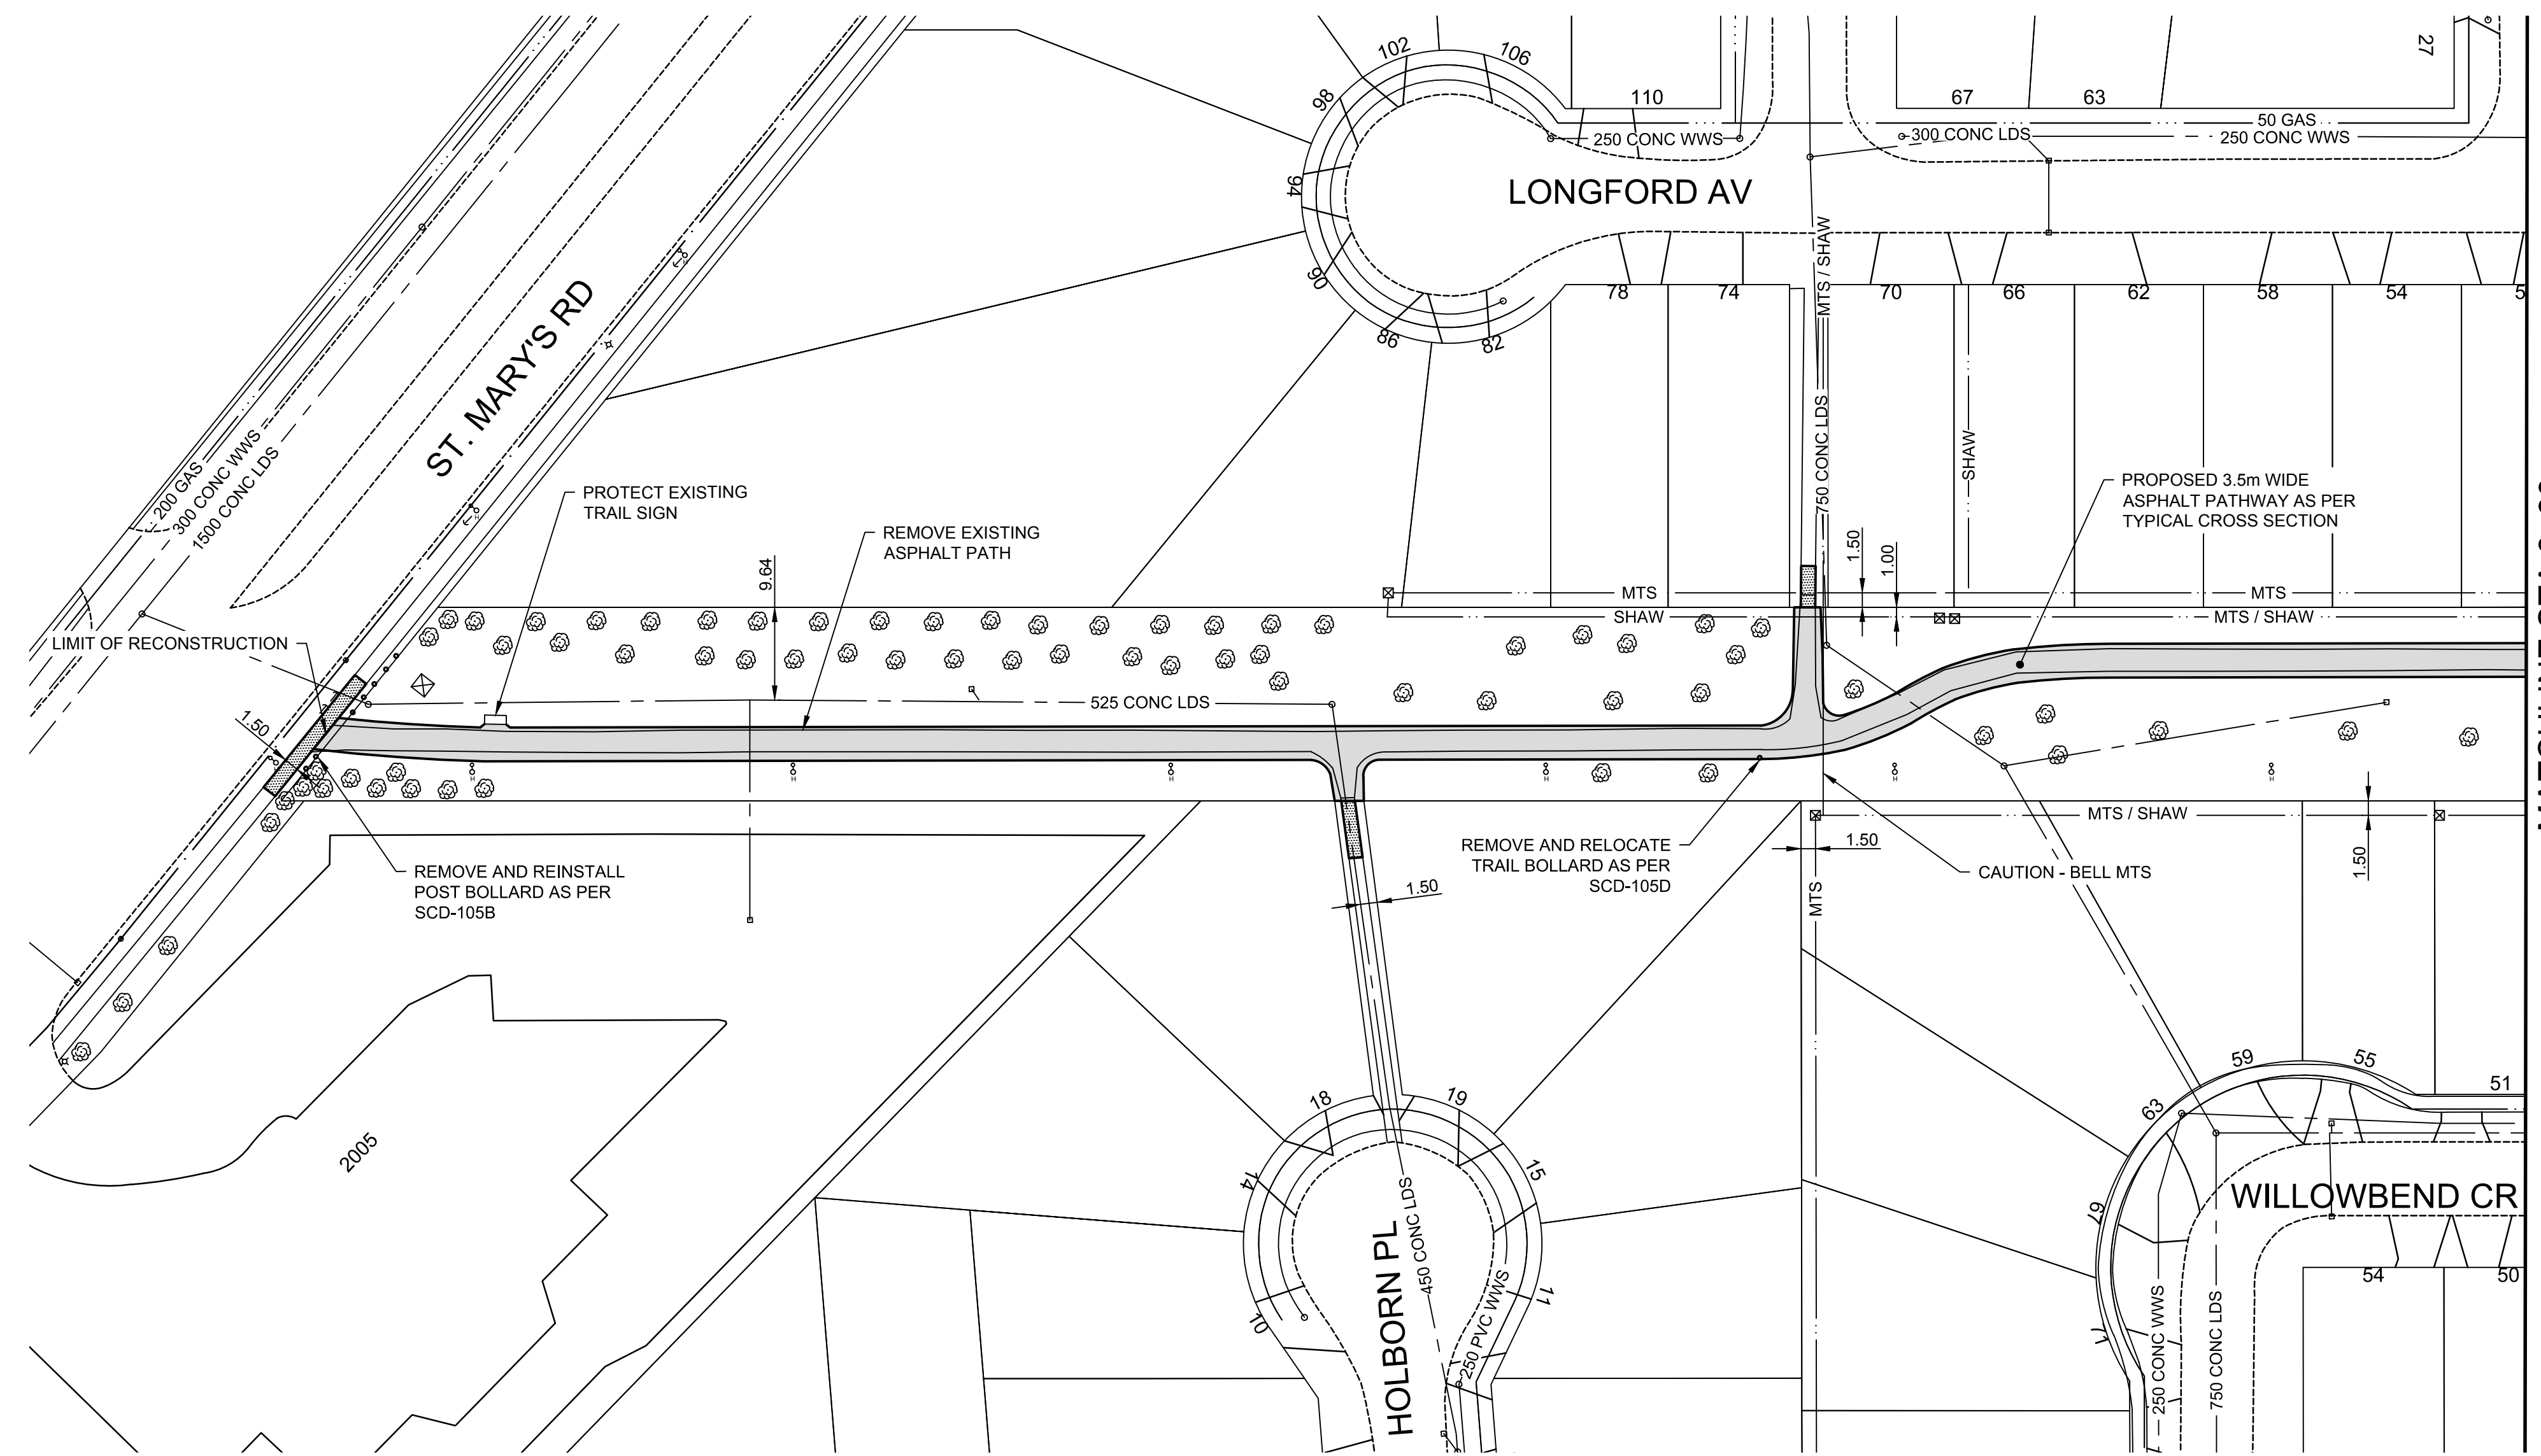 102
106
98
110
67
63
27
50 GAS
250 CONC WWS
300 CONC LDS
250 CONC WWS
94
LONGFORD AV
MTS / SHAW
90
78
74
70
66
62
58
54
86
82
ST. MARY'S RD
200 GAS
300 CONC WWS
1500 CONC LDS
PROTECT EXISTING
TRAIL SIGN
REMOVE EXISTING
ASPHALT PATH
9.64
750 CONC LDS
SHAW
PROPOSED 3.5m WIDE
ASPHALT PATHWAY AS PER
TYPICAL CROSS SECTION
1.50
1.00
MTS
MTS
SHAW
MTS / SHAW
LIMIT OF RECONSTRUCTION
525 CONC LDS
1.50
H
H
H
H
H
H
MTS / SHAW
REMOVE AND REINSTALL
POST BOLLARD AS PER
SCD-105B
REMOVE AND RELOCATE
TRAIL BOLLARD AS PER
SCD-105D
1.50
1.50
MTS
CAUTION - BELL MTS
1.50
18
19
14
15
10
11
2005
HOLBORN PL
450 CONC LDS
250 PVC WWS
59
55
51
63
67
71
WILLOWBEND CR
54
50
250 CONC WWS
750 CONC LDS